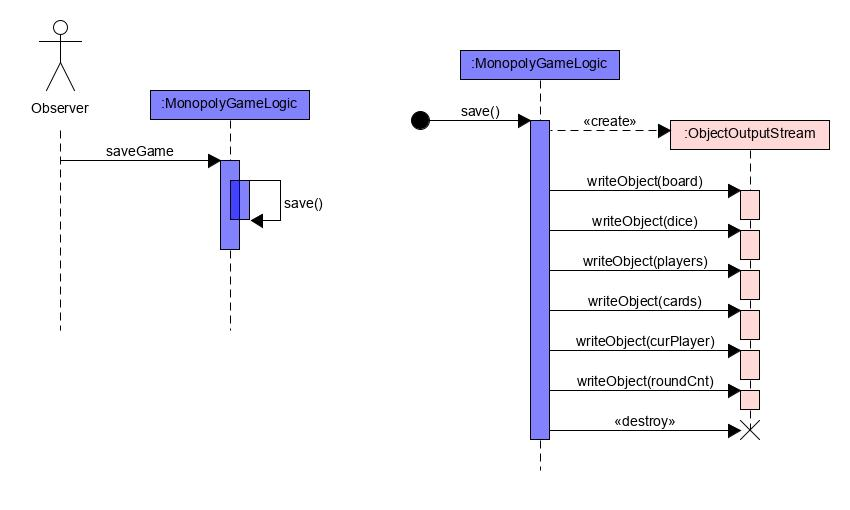 Observer
:MonopolyGameLogic
saveGame
save()
:MonopolyGameLogic
save()
«create»
:ObjectOutputStream
writeObject(board)
writeObject(dice)
writeObject(players)
writeObject(cards)
writeObject(curPlayer)
writeObject(roundCnt)
«destroy»